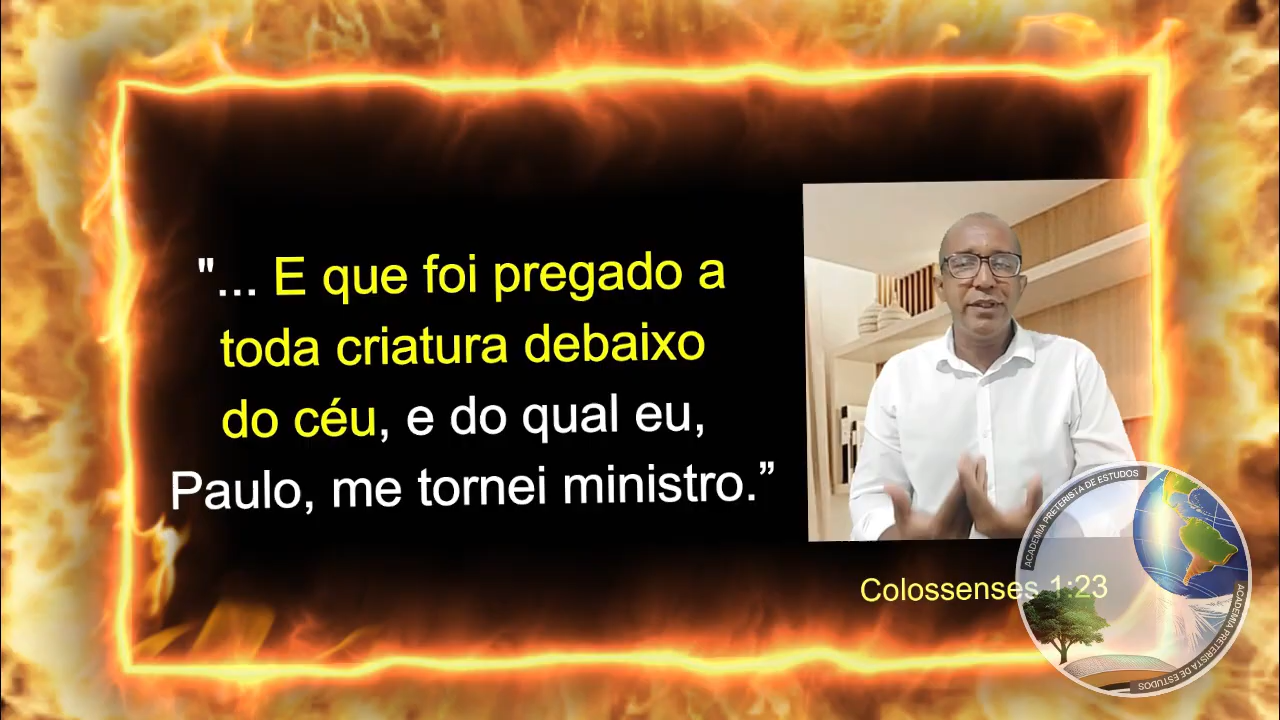 "... E que foi pregado a
toda criatura debaixo
do céu, e do qual eu,
Paulo, me tornei ministro.”
Colossenses 1:23
ACADEMIA PRETERISTA DE ESTUDOS
ACADEMIA PRETERISTA DE ESTUDOS